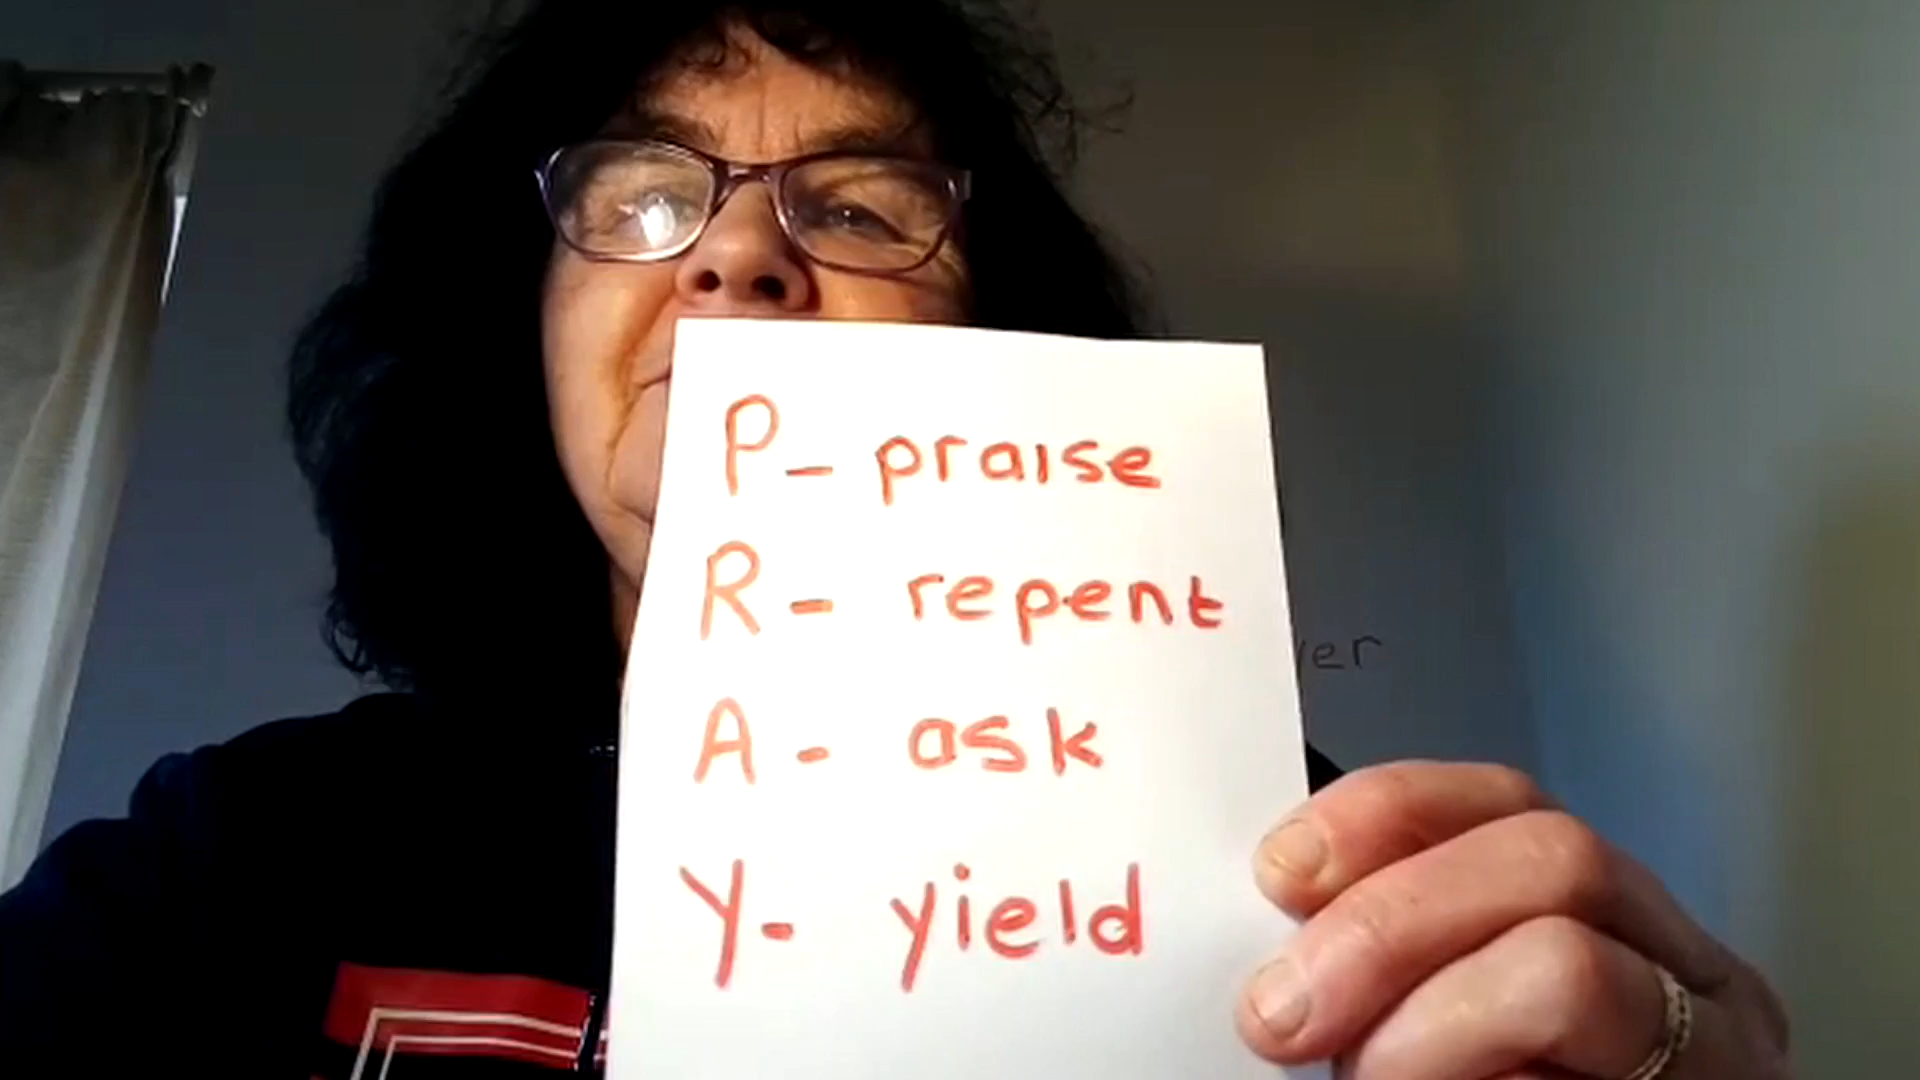 P- praise
R- repent
A- ask
Y- yield